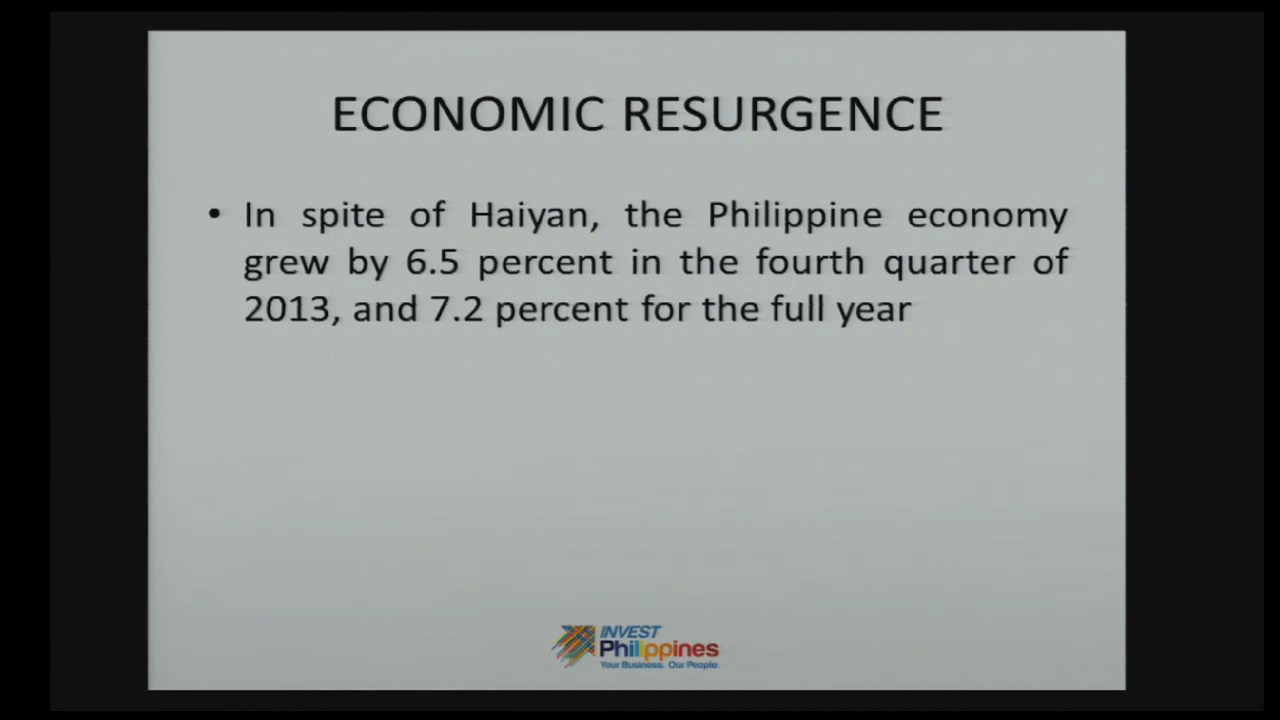 ECONOMIC RESURGENCE
• In spite of Haiyan, the Philippine economy
grew by 6.5 percent in the fourth quarter of
2013, and 7.2 percent for the full year
INVEST
Philippines
Your Business. Our People.